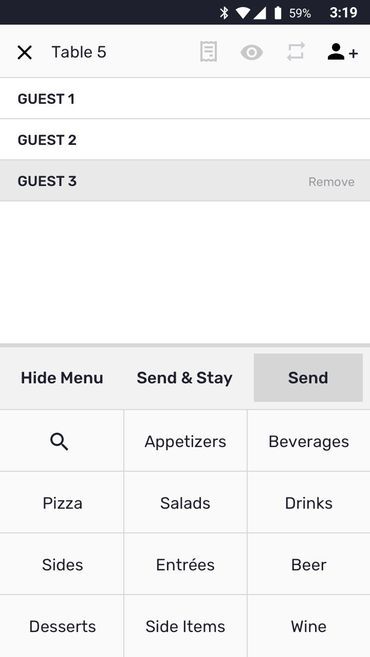 59% 3:19
Table 5
GUEST 1
GUEST 2
GUEST 3 Remove
Hide Menu Send & Stay Send
Appetizers Beverages
Pizza Salads Drinks
Sides Entrées Beer
Desserts Side Items Wine